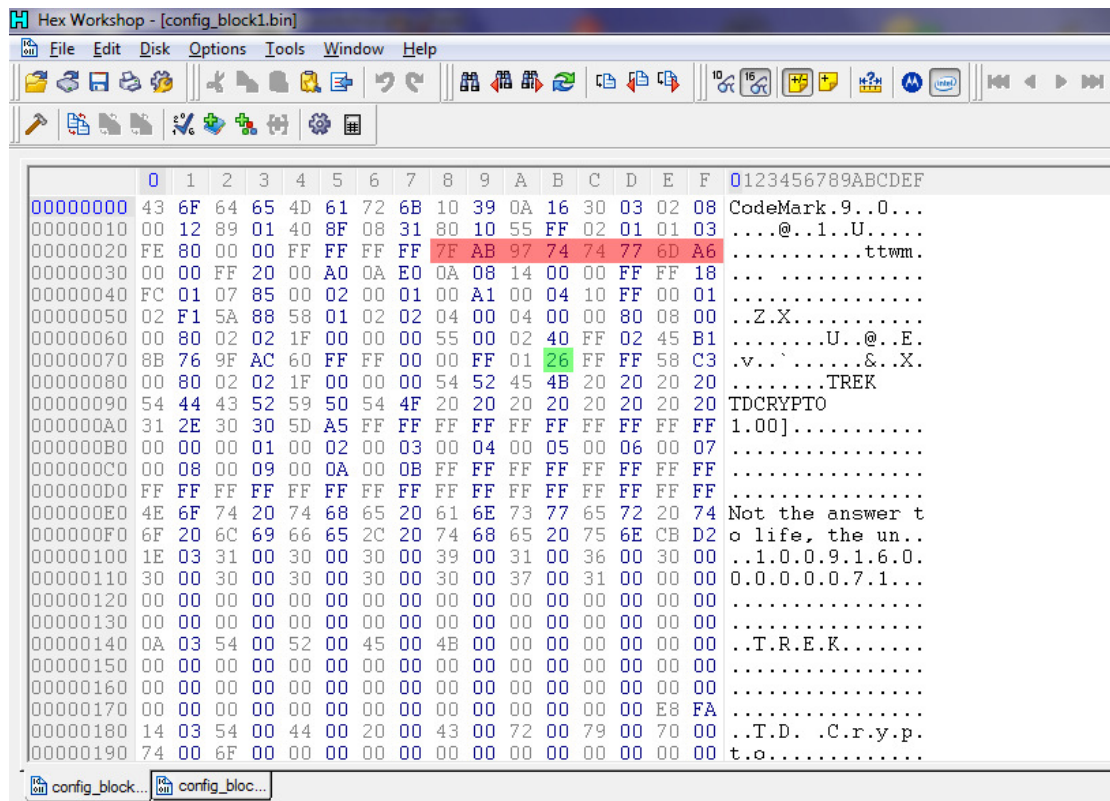 Hex Workshop - [config_block1.bin]
File Edit Disk Options Tools Window Help
0 1 2 3 4 5 6 7 8 9 A B C D E F 0123456789ABCDEF
00000000 43 6F 64 65 4D 61 72 6B 10 39 0A 16 30 03 02 08 CodeMark.9..0...
00000010 00 12 89 01 40 8F 08 31 80 10 55 FF 02 01 01 03 ....@..1..U.....
00000020 FE 80 00 00 FF FF FF FF 7F AB 97 74 74 77 6D A6 ...........ttwm.
00000030 00 00 FF 20 00 A0 0A E0 0A 08 14 00 00 FF FF 18 ... ............
00000040 FC 01 07 85 00 02 00 01 00 A1 00 04 10 FF 00 01 ................
00000050 02 F1 5A 88 58 01 02 02 04 00 04 00 00 80 08 00 ..Z.X...........
00000060 00 80 02 02 1F 00 00 00 55 00 02 40 FF 02 45 B1 ........U..@..E.
00000070 8B 76 9F AC 60 FF FF 00 00 FF 01 26 FF FF 58 C3 .v..`......&..X.
00000080 00 80 02 02 1F 00 00 00 54 52 45 4B 20 20 20 20 ........TREK
00000090 54 44 43 52 59 50 54 4F 20 20 20 20 20 20 20 20 TDCRYPTO
000000A0 31 2E 30 30 5D A5 FF FF FF FF FF FF FF FF FF FF 1.00]...........
000000B0 00 00 00 01 00 02 00 03 00 04 00 05 00 06 00 07 ................
000000C0 00 08 00 09 00 0A 00 0B FF FF FF FF FF FF FF FF ................
000000D0 FF FF FF FF FF FF FF FF FF FF FF FF FF FF FF FF ................
000000E0 4E 6F 74 20 74 68 65 20 61 6E 73 77 65 72 20 74 Not the answer t
000000F0 6F 20 6C 69 66 65 2C 20 74 68 65 20 75 6E CB D2 o life, the un..
00000100 1E 03 31 00 30 00 30 00 39 00 31 00 36 00 30 00 ..1.0.0.9.1.6.0.
00000110 30 00 30 00 30 00 30 00 30 00 37 00 31 00 00 00 0.0.0.0.0.7.1...
00000120 00 00 00 00 00 00 00 00 00 00 00 00 00 00 00 00 ................
00000130 00 00 00 00 00 00 00 00 00 00 00 00 00 00 00 00 ................
00000140 0A 03 54 00 52 00 45 00 4B 00 00 00 00 00 00 00 ..T.R.E.K.......
00000150 00 00 00 00 00 00 00 00 00 00 00 00 00 00 00 00 ................
00000160 00 00 00 00 00 00 00 00 00 00 00 00 00 00 00 00 ................
00000170 00 00 00 00 00 00 00 00 00 00 00 00 00 00 E8 FA ................
00000180 14 03 54 00 44 00 20 00 43 00 72 00 79 00 70 00 ..T.D. .C.r.y.p.
00000190 74 00 6F 00 00 00 00 00 00 00 00 00 00 00 00 00 t.o.............
config_block... config_bloc...